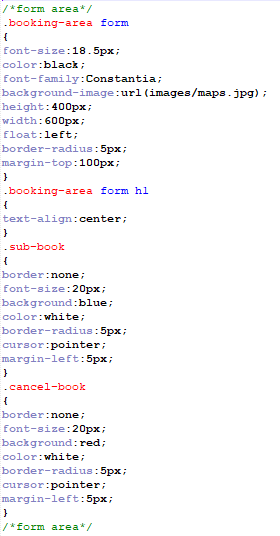 /*form area*/
.booking-area form
{
font-size:18.5px;
color:black;
font-family:Constantia;
background-image:url(images/maps.jpg);
height:400px;
width:600px;
float:left;
border-radius:5px;
margin-top:100px;
}
.booking-area form h1
{
text-align:center;
}
.sub-book
{
border:none;
font-size:20px;
background:blue;
color:white;
border-radius:5px;
cursor:pointer;
margin-left:5px;
}
.cancel-book
{
border:none;
font-size:20px;
background:red;
color:white;
border-radius:5px;
cursor:pointer;
margin-left:5px;
}
/*form area*/